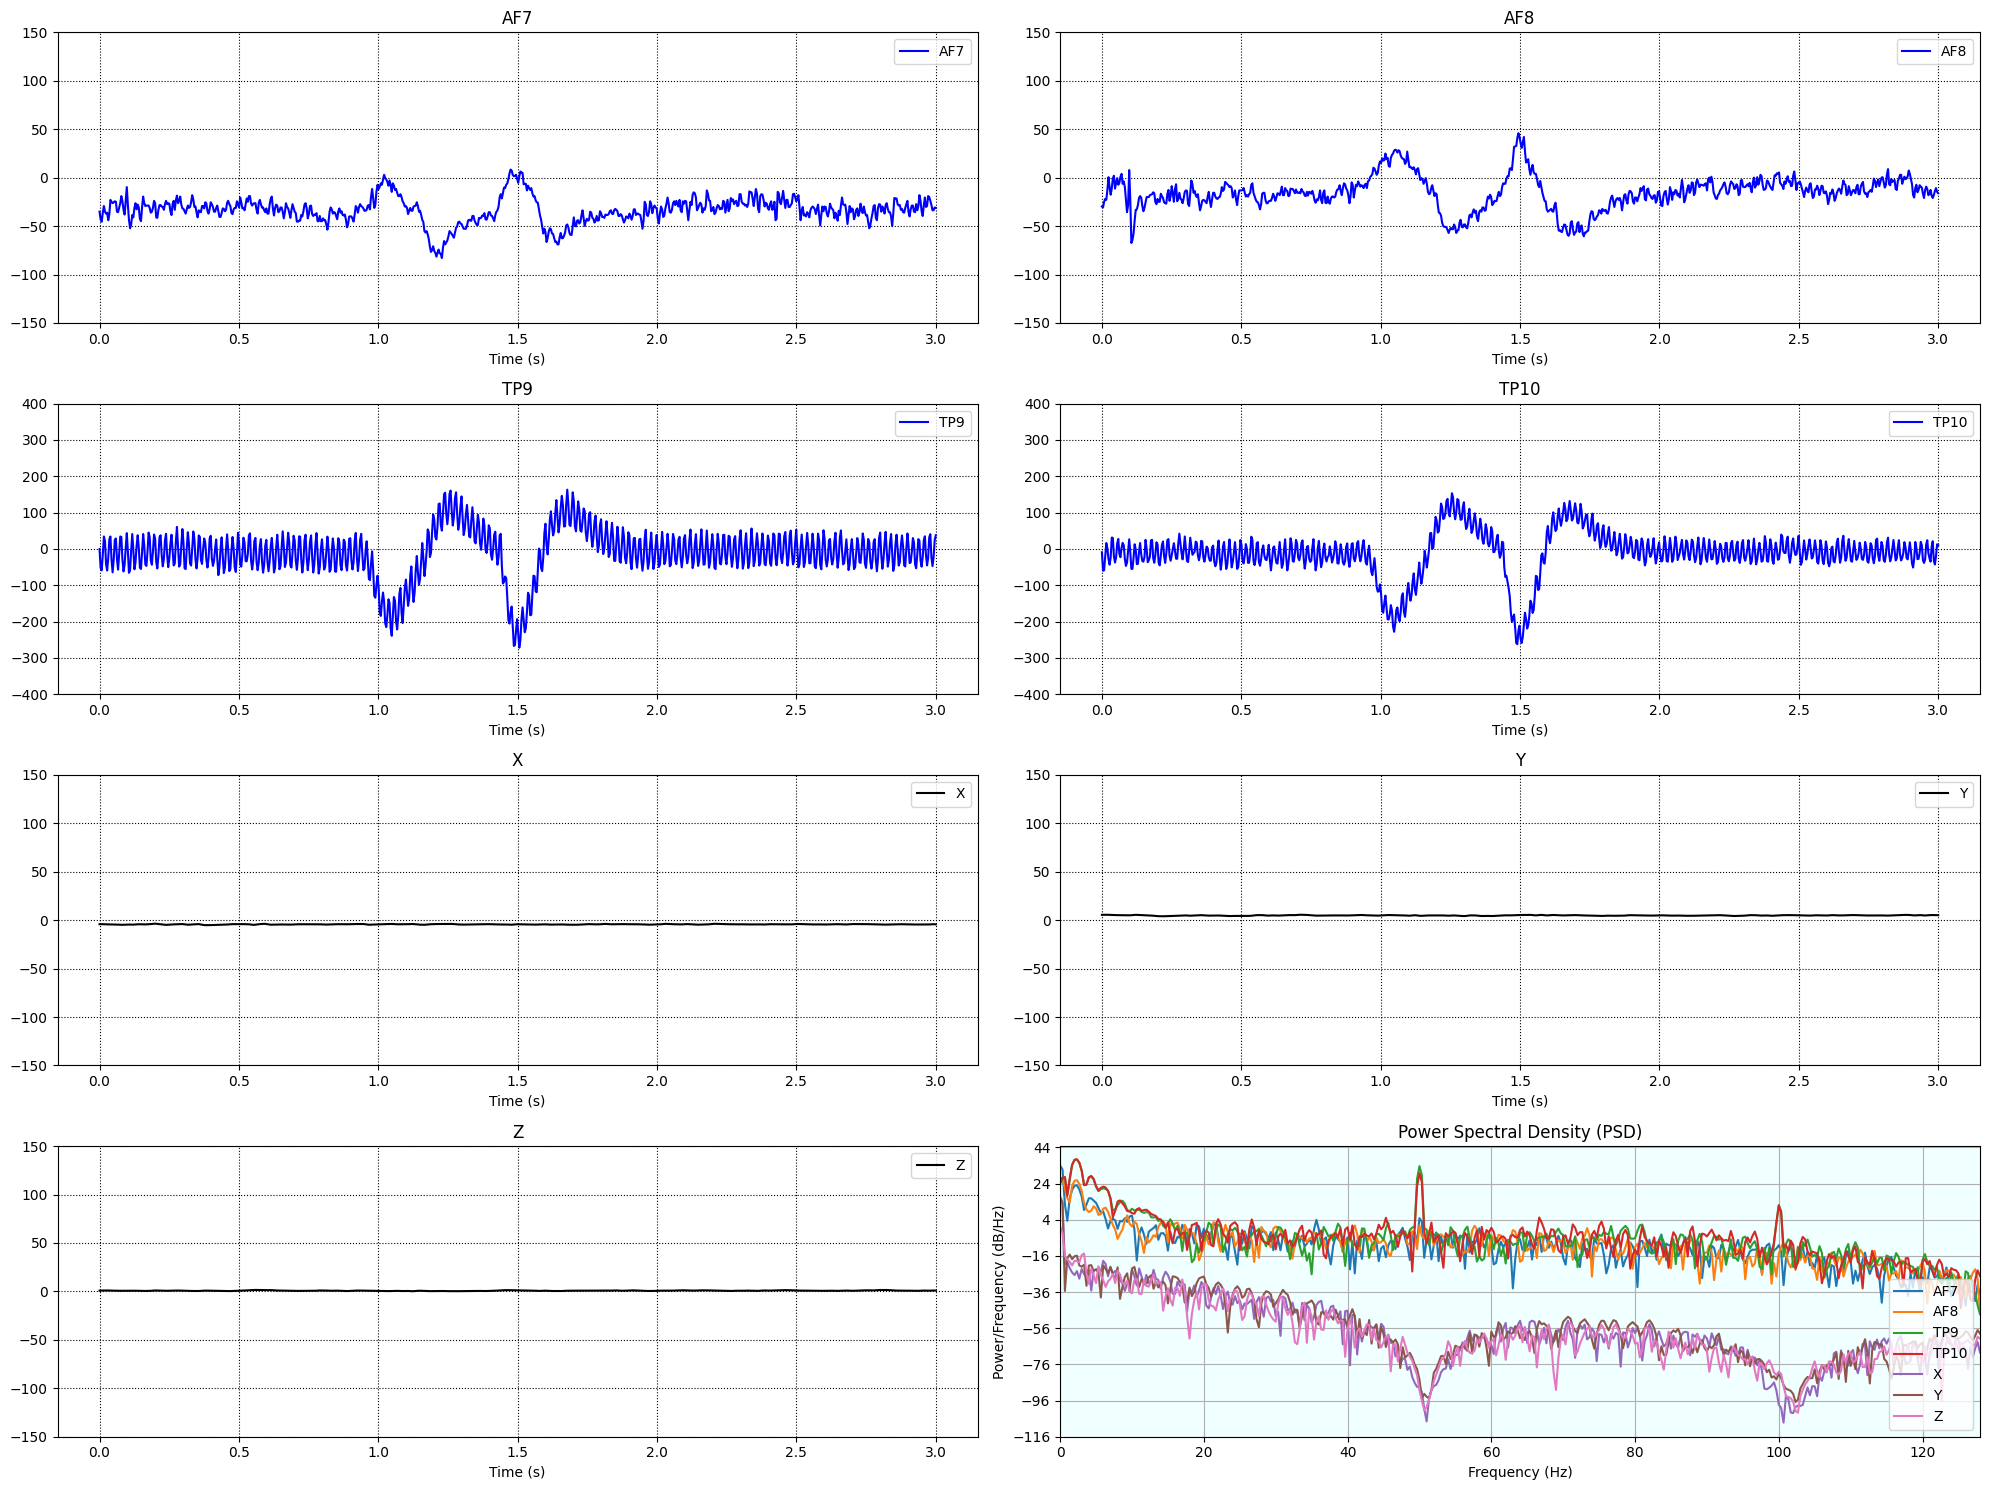 AF7
150
100
50
0
−50
−100
−150
AF7
0.0 0.5 1.0 1.5 2.0 2.5 3.0
Time (s)
AF8
150
100
50
0
−50
−100
−150
AF8
0.0 0.5 1.0 1.5 2.0 2.5 3.0
Time (s)
TP9
400
300
200
100
0
−100
−200
−300
−400
TP9
0.0 0.5 1.0 1.5 2.0 2.5 3.0
Time (s)
TP10
400
300
200
100
0
−100
−200
−300
−400
TP10
0.0 0.5 1.0 1.5 2.0 2.5 3.0
Time (s)
X
150
100
50
0
−50
−100
−150
X
0.0 0.5 1.0 1.5 2.0 2.5 3.0
Time (s)
Y
150
100
50
0
−50
−100
−150
Y
0.0 0.5 1.0 1.5 2.0 2.5 3.0
Time (s)
Z
150
100
50
0
−50
−100
−150
Z
0.0 0.5 1.0 1.5 2.0 2.5 3.0
Time (s)
Power Spectral Density (PSD)
Power/Frequency (dB/Hz)
44
24
4
−16
−36
−56
−76
−96
−116
AF7
AF8
TP9
TP10
X
Y
Z
0 20 40 60 80 100 120
Frequency (Hz)